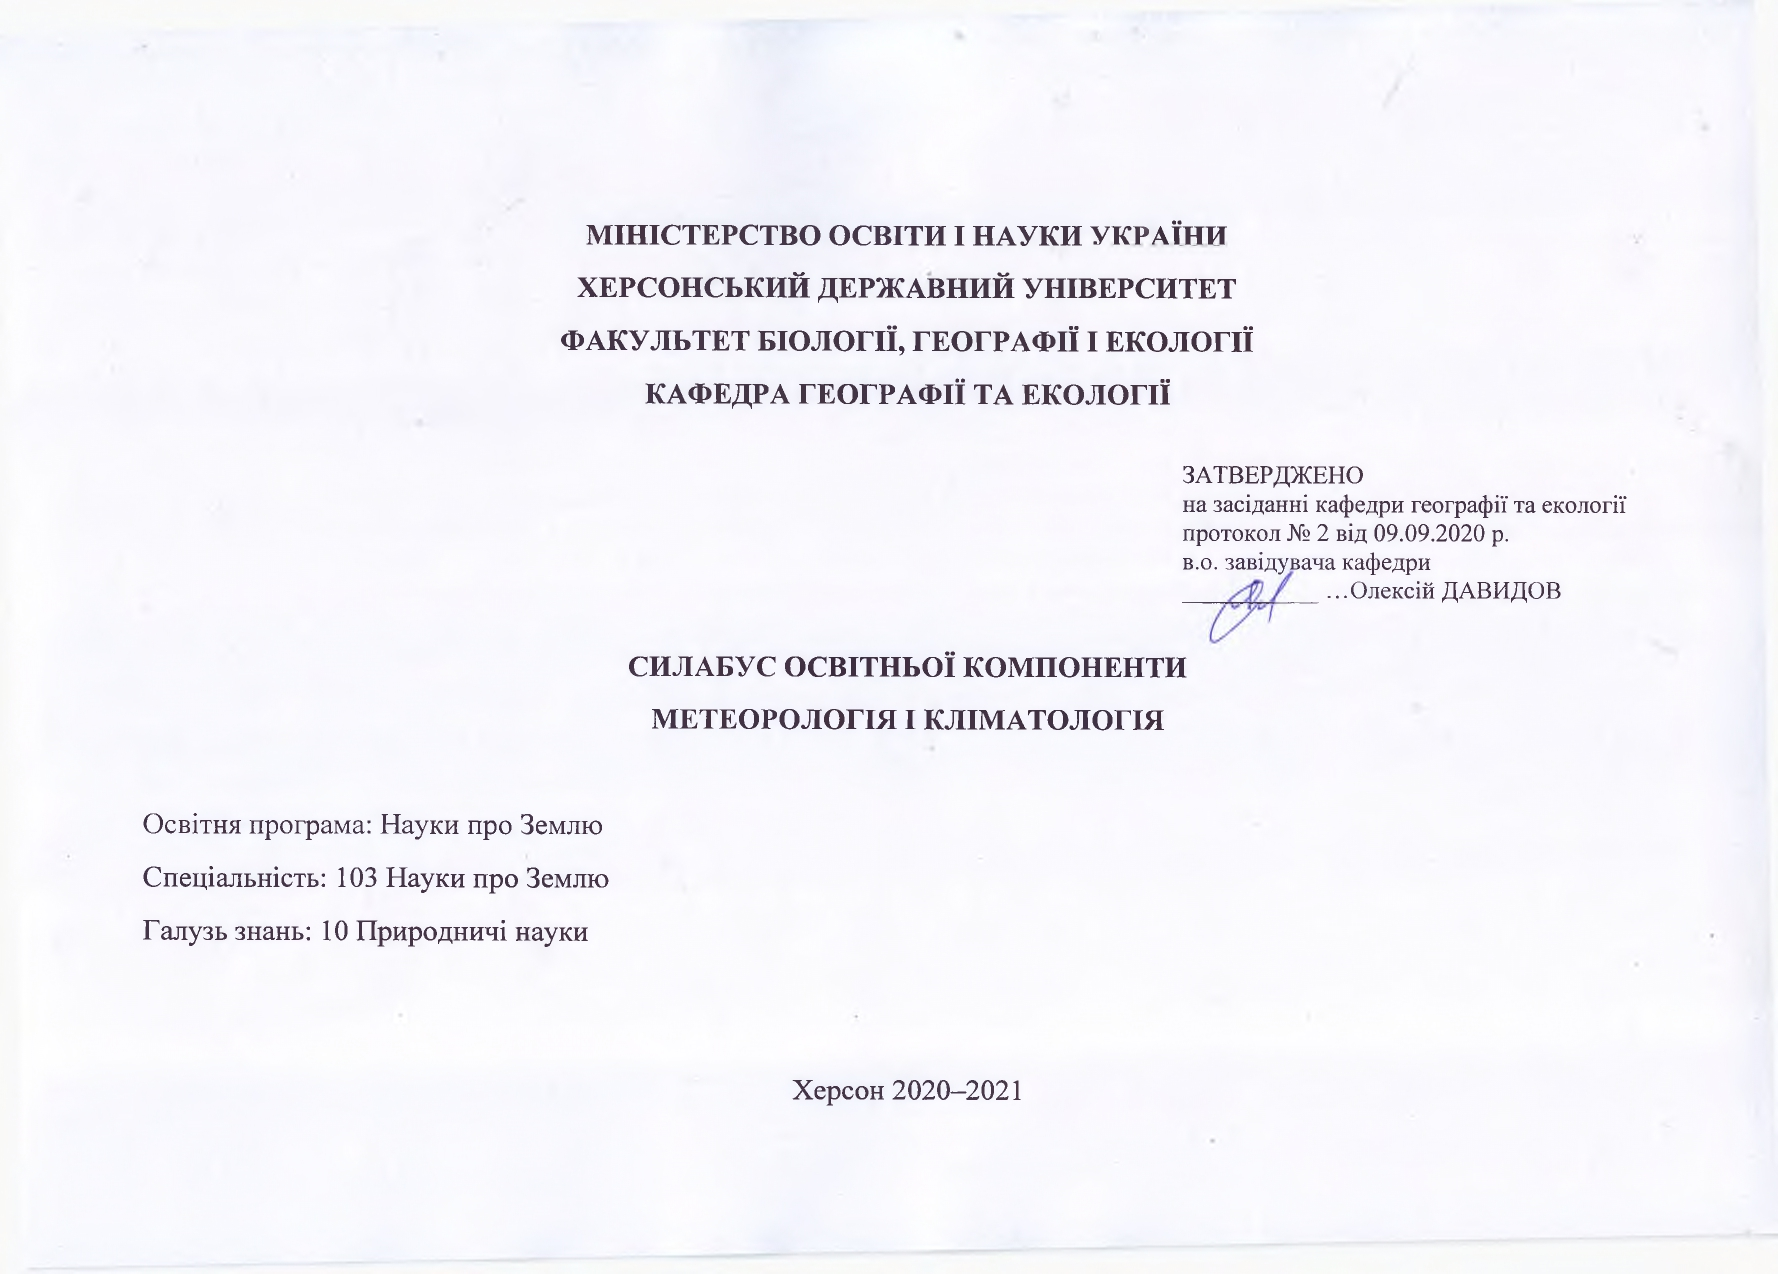 МІНІСТЕРСТВО ОСВІТИ І НАУКИ УКРАЇНИ
ХЕРСОНСЬКИЙ ДЕРЖАВНИЙ УНІВЕРСИТЕТ
ФАКУЛЬТЕТ БІОЛОГІЇ, ГЕОГРАФІЇ І ЕКОЛОГІЇ
КАФЕДРА ГЕОГРАФІЇ ТА ЕКОЛОГІЇ
ЗАТВЕРДЖЕНО
на засіданні кафедри географії та екології
протокол № 2 від 09.09.2020 р.
в.о. завідувача кафедри
___________ …Олексій ДАВИДОВ
СИЛАБУС ОСВІТНЬОЇ КОМПОНЕНТИ
МЕТЕОРОЛОГІЯ І КЛІМАТОЛОГІЯ
Освітня програма: Науки про Землю
Спеціальність: 103 Науки про Землю
Галузь знань: 10 Природничі науки
Херсон 2020–2021